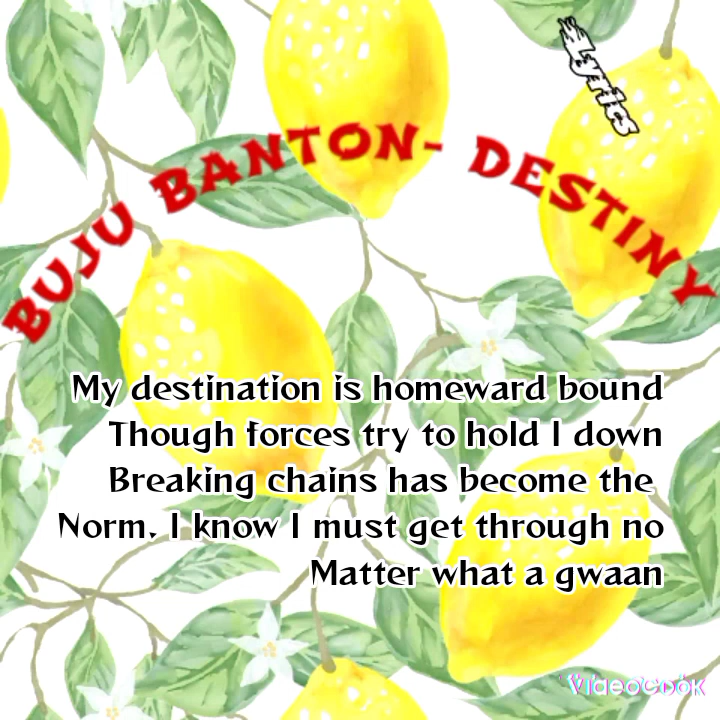 Lyrics
BUJU BANTON- DESTINY
My destination is homeward bound
Though forces try to hold I down
Breaking chains has become the
Norm. I know I must get through no
Matter what a gwaan
VideoCook